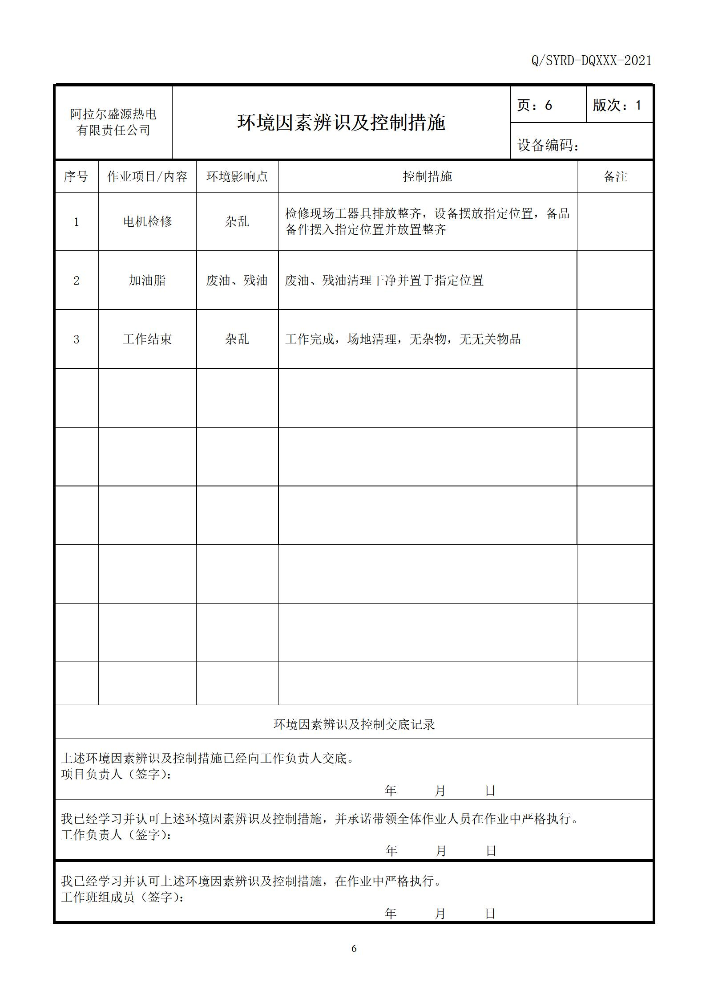 Q/SYRD-DQXXX-2021
阿拉尔盛源热电
有限责任公司
环境因素辨识及控制措施
页：6
版次：1
设备编码：
序号 作业项目/内容 环境影响点 控制措施 备注
1 电机检修 杂乱 检修现场工器具排放整齐，设备摆放指定位置，备品
备件摆入指定位置并放置整齐
2 加油脂 废油、残油 废油、残油清理干净并置于指定位置
3 工作结束 杂乱 工作完成，场地清理，无杂物，无无关物品
环境因素辨识及控制交底记录
上述环境因素辨识及控制措施已经向工作负责人交底。
项目负责人（签字）：
年 月 日
我已经学习并认可上述环境因素辨识及控制措施，并承诺带领全体作业人员在作业中严格执行。
工作负责人（签字）：
年 月 日
我已经学习并认可上述环境因素辨识及控制措施，在作业中严格执行。
工作班组成员（签字）：
年 月 日
6